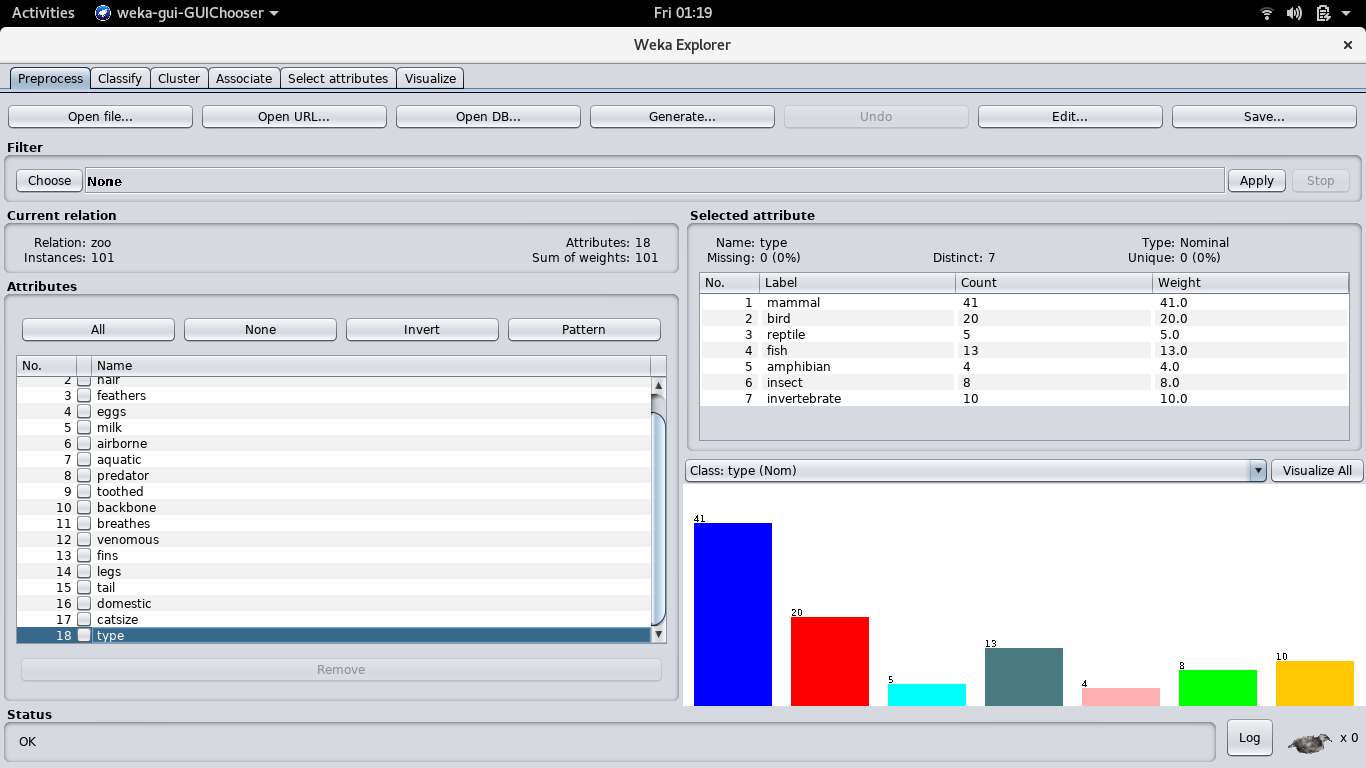 Activities weka-gui-GUIChooser Fri 01:19
Weka Explorer ×
Preprocess Classify Cluster Associate Select attributes Visualize
Open file... Open URL... Open DB... Generate... Undo Edit... Save...
Filter
Choose None Apply Stop
Current relation
Relation: zoo Attributes: 18
Instances: 101 Sum of weights: 101
Attributes
All None Invert Pattern
No. Name
2 hair
3 feathers
4 eggs
5 milk
6 airborne
7 aquatic
8 predator
9 toothed
10 backbone
11 breathes
12 venomous
13 fins
14 legs
15 tail
16 domestic
17 catsize
18 type
Remove
Selected attribute
Name: type Type: Nominal
Missing: 0 (0%) Distinct: 7 Unique: 0 (0%)
No. Label Count Weight
1 mammal 41 41.0
2 bird 20 20.0
3 reptile 5 5.0
4 fish 13 13.0
5 amphibian 4 4.0
6 insect 8 8.0
7 invertebrate 10 10.0
Class: type (Nom) Visualize All
41
20
5
13
4
8
10
Status
OK Log x 0